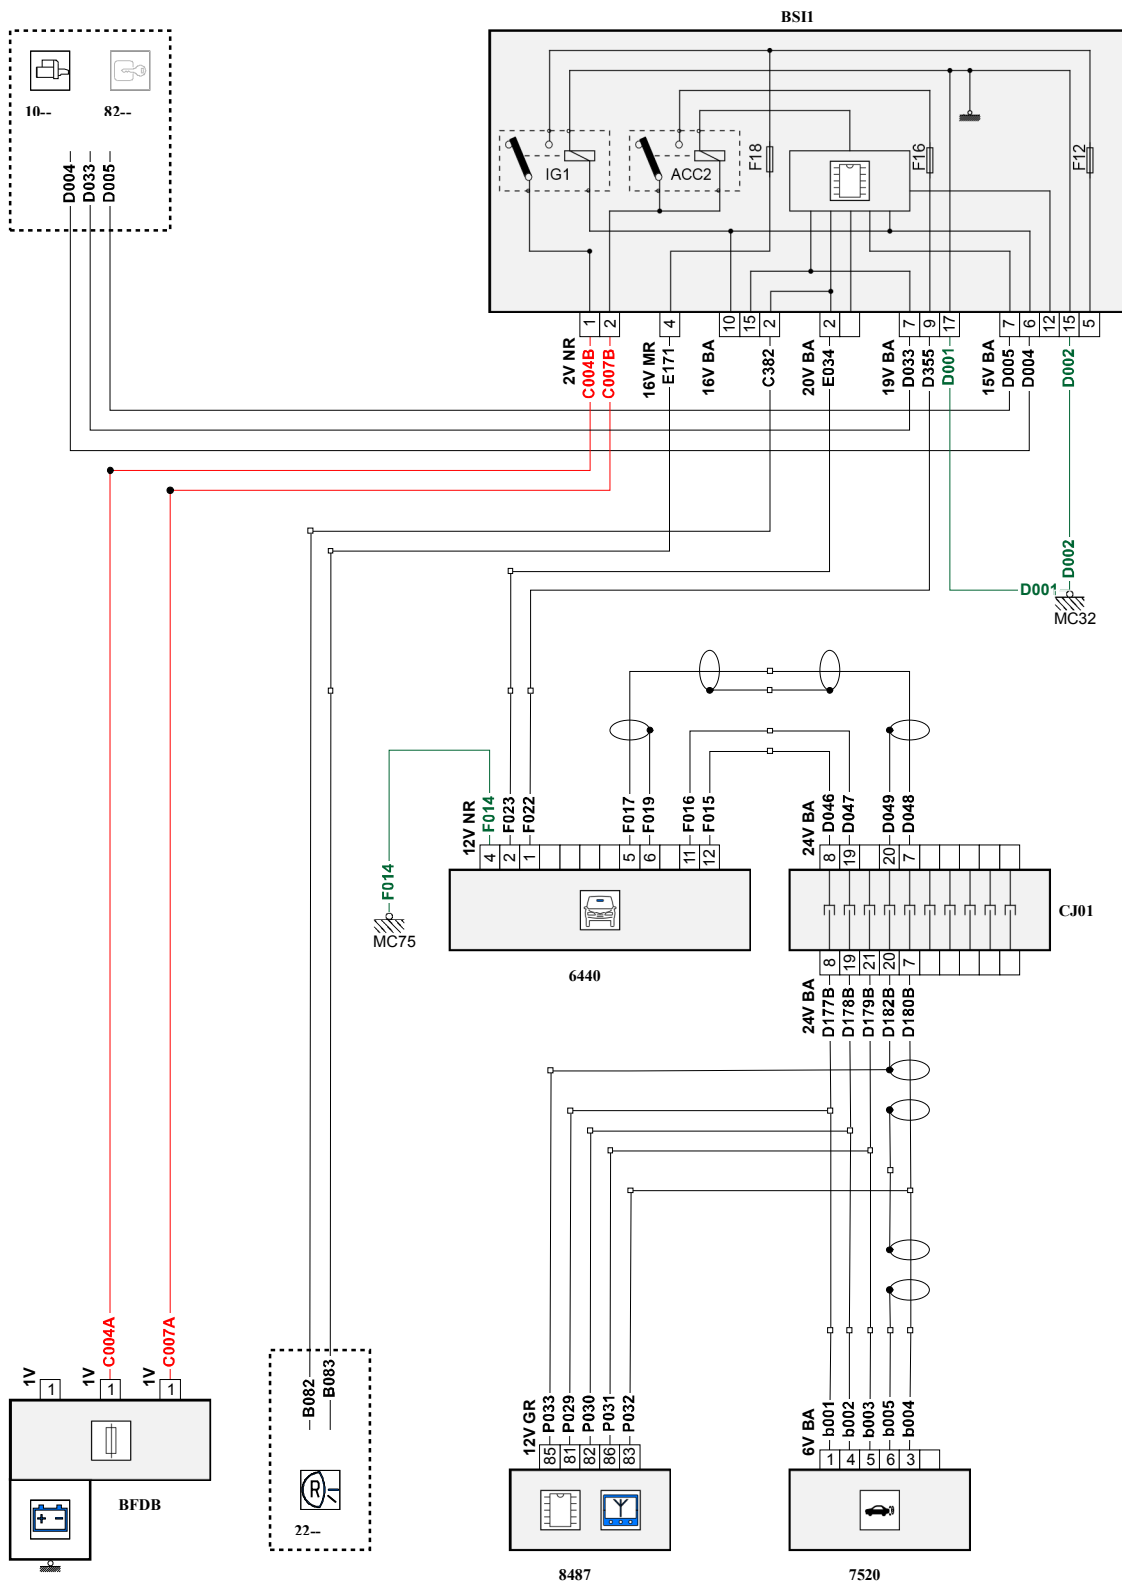 BSI1
10--
82--
D004
D033
D005
IG1
ACC2
F18
F16
F12
1
2
4
10
15
2
2
7
9
17
7
6
12
15
5
2V NR
C004B
C007B
16V MR
E171
16V BA
C382
20V BA
E034
19V BA
D033
D355
D001
15V BA
D005
D004
D002
D002
D001
MC32
12V NR
F014
F023
F022
F017
F019
F016
F015
24V BA
D046
D047
D049
D048
4
2
1
5
6
11
12
8
19
20
7
F014
MC75
6440
CJ01
8
19
21
20
7
24V BA
D177B
D178B
D179B
D182B
D180B
1V
1V
C004A
1V
C007A
1
1
1
BFDB
+ -
B082
B083
R
22--
12V GR
P033
P029
P030
P031
P032
85
81
82
86
83
8487
6V BA
b001
b002
b003
b005
b004
1
4
5
6
3
7520